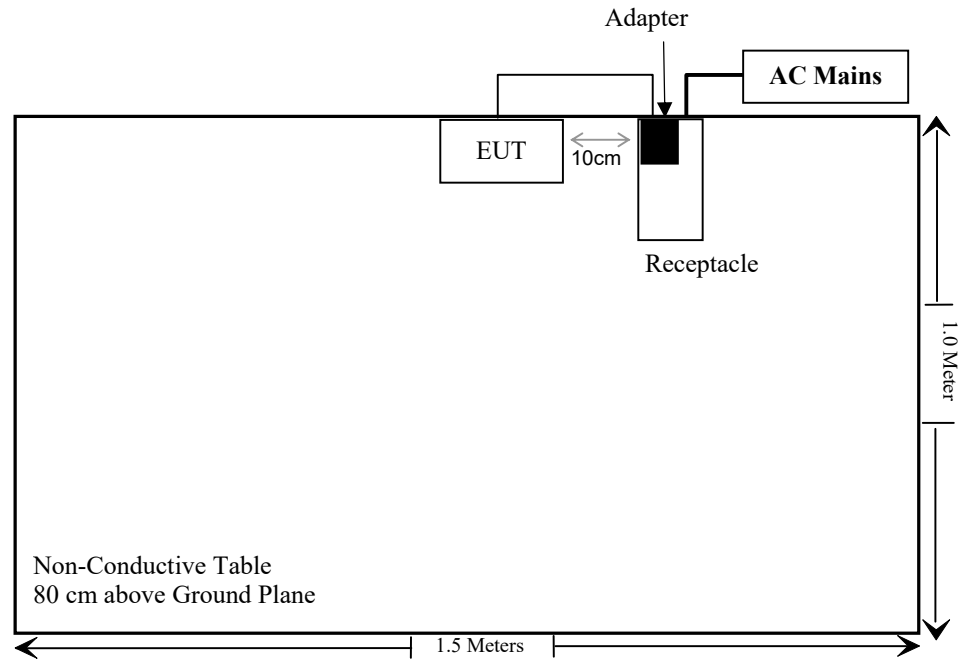 Adapter
AC Mains
EUT
10cm
Receptacle
1.0 Meter
Non-Conductive Table
80 cm above Ground Plane
1.5 Meters